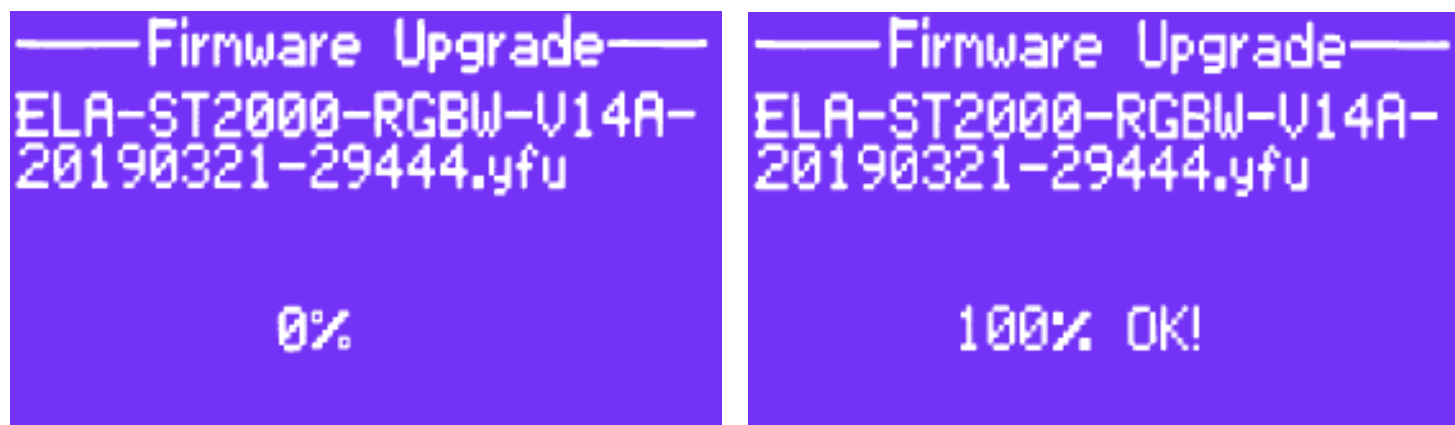 Firmware Upgrade
ELA-ST2000-RGBW-V14A-
20190321-29444.yfu
0%
Firmware Upgrade
ELA-ST2000-RGBW-V14A-
20190321-29444.yfu
100% OK!